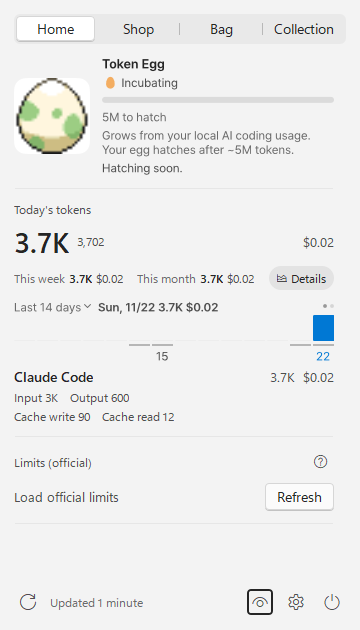 Home
Shop
Bag
Collection
Token Egg
Incubating
5M to hatch
Grows from your local AI coding usage.
Your egg hatches after ~5M tokens.
Hatching soon.
Today's tokens
3.7K 3,702 $0.02
This week 3.7K $0.02 This month 3.7K $0.02 Details
Last 14 days Sun, 11/22 3.7K $0.02
15 22
Claude Code 3.7K $0.02
Input 3K Output 600
Cache write 90 Cache read 12
Limits (official) ?
Load official limits Refresh
Updated 1 minute